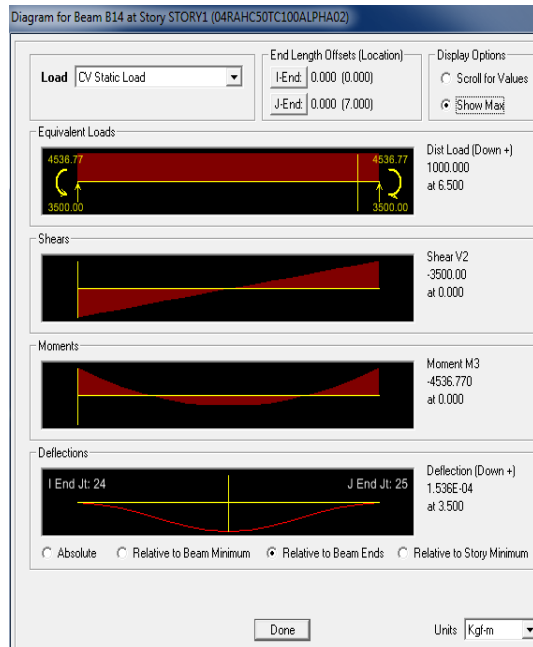 Diagram for Beam B14 at Story STORY1 (04RAHC50TC100ALPHA02)
Load CV Static Load
End Length Offsets (Location)
I-End: 0.000 (0.000)
J-End: 0.000 (7.000)
Display Options
Scroll for Values
Show Max
Equivalent Loads
4536.77 4536.77
3500.00 3500.00
Dist Load (Down +)
1000.000
at 6.500
Shears
Shear V2
-3500.00
at 0.000
Moments
Moment M3
-4536.770
at 0.000
Deflections
I End Jt: 24 J End Jt: 25
Deflection (Down +)
1.536E-04
at 3.500
Absolute Relative to Beam Minimum Relative to Beam Ends Relative to Story Minimum
Done Units Kgf-m